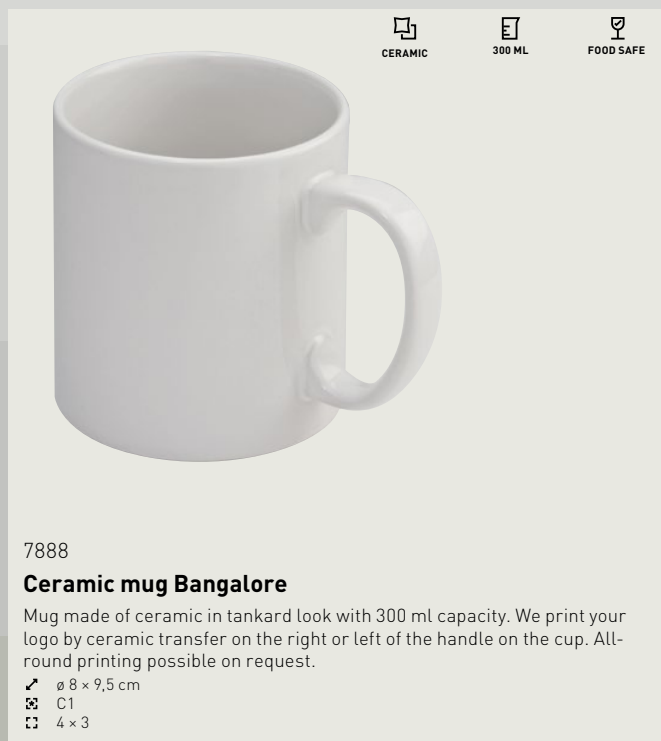 CERAMIC
300 ML
FOOD SAFE
7888
Ceramic mug Bangalore
Mug made of ceramic in tankard look with 300 ml capacity. We print your
logo by ceramic transfer on the right or left of the handle on the cup. All-
round printing possible on request.
ø 8 × 9,5 cm
C1
4 × 3